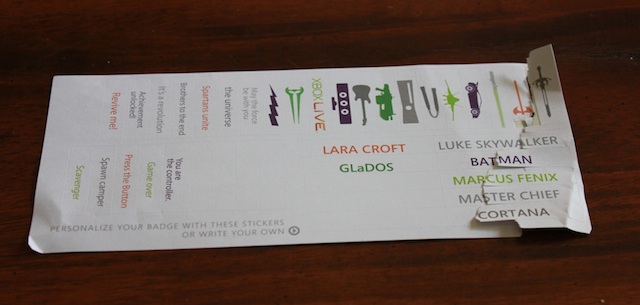 LUKE SKYWALKER
BATMAN
MARCUS FENIX
MASTER CHIEF
CORTANA
LARA CROFT
GLaDOS
XBOX LIVE
May the force
be with you
the universe
Spartans unite
Brothers to the end
It's a revolution
Achievement
unlocked!
Revive me!
You are
the controller.
Game over
Press the Button
Spawn camper
Scavenger
PERSONALIZE YOUR BADGE WITH THESE STICKERS
OR WRITE YOUR OWN